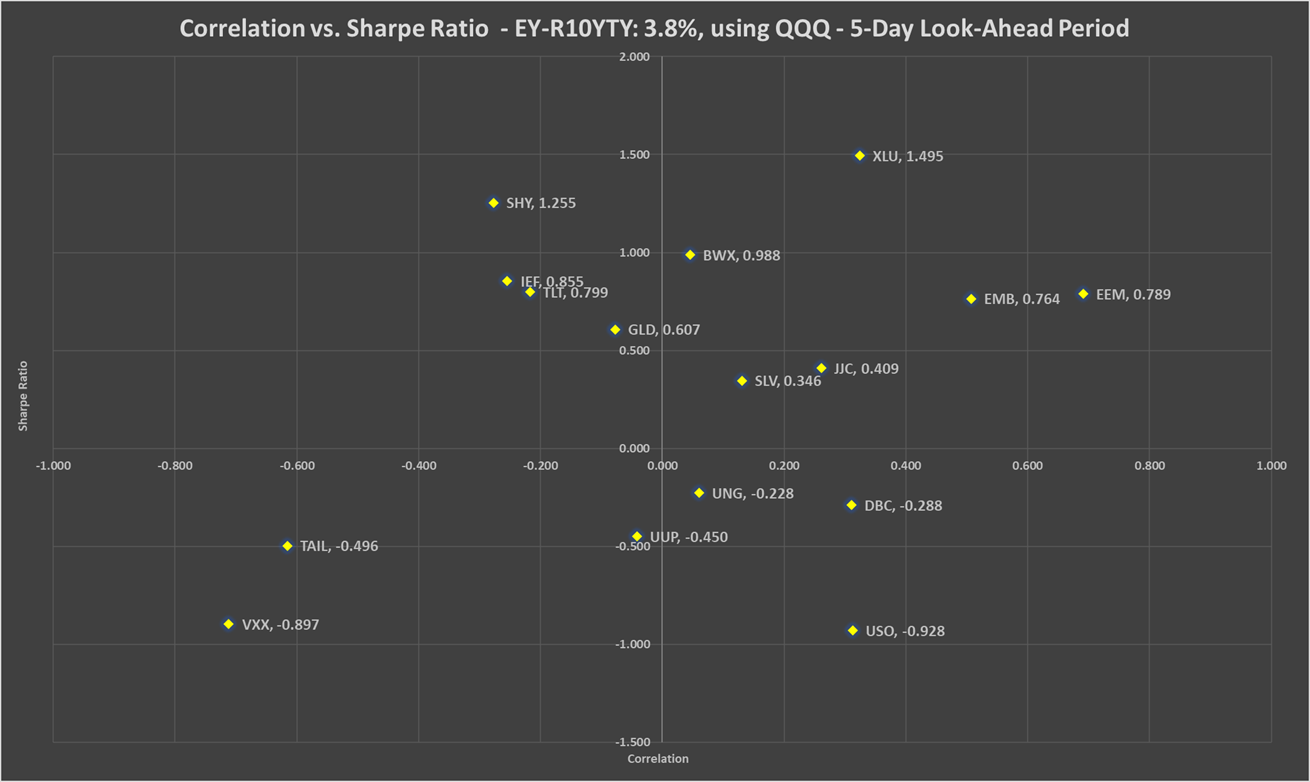 Correlation vs. Sharpe Ratio - EY-R10YTY: 3.8%, using QQQ - 5-Day Look-Ahead Period
2.000
XLU, 1.495
1.500
SHY, 1.255
1.000
BWX, 0.988
IEF, 0.855
TLT, 0.799
EMB, 0.764
EEM, 0.789
GLD, 0.607
0.500
JJC, 0.409
SLV, 0.346
Sharpe Ratio
0.000
-1.000 -0.800 -0.600 -0.400 -0.200 0.000 0.200 0.400 0.600 0.800 1.000
UNG, -0.228
DBC, -0.288
UUP, -0.450
-0.500
TAIL, -0.496
VXX, -0.897
USO, -0.928
-1.000
-1.500
Correlation